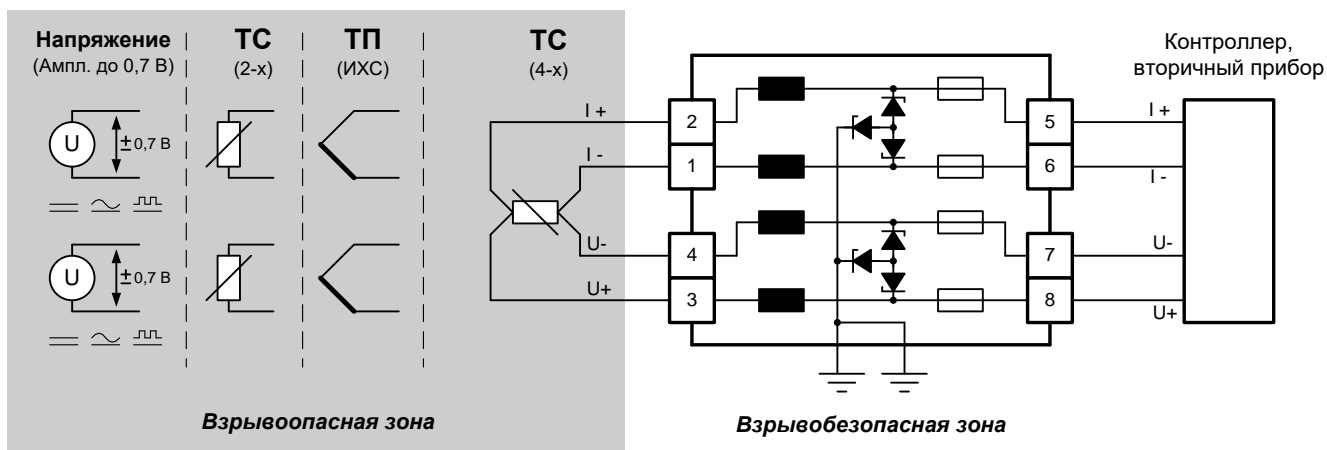 Напряжение
(Ампл. до 0,7 В)
ТС
(2-х)
ТП
(ИХС)
ТС
(4-х)
Контроллер,
вторичный прибор
U
±0,7 В
U
±0,7 В
I +
I -
U-
U+
2
1
4
3
5
6
7
8
I +
I -
U-
U+
Взрывоопасная зона
Взрывобезопасная зона